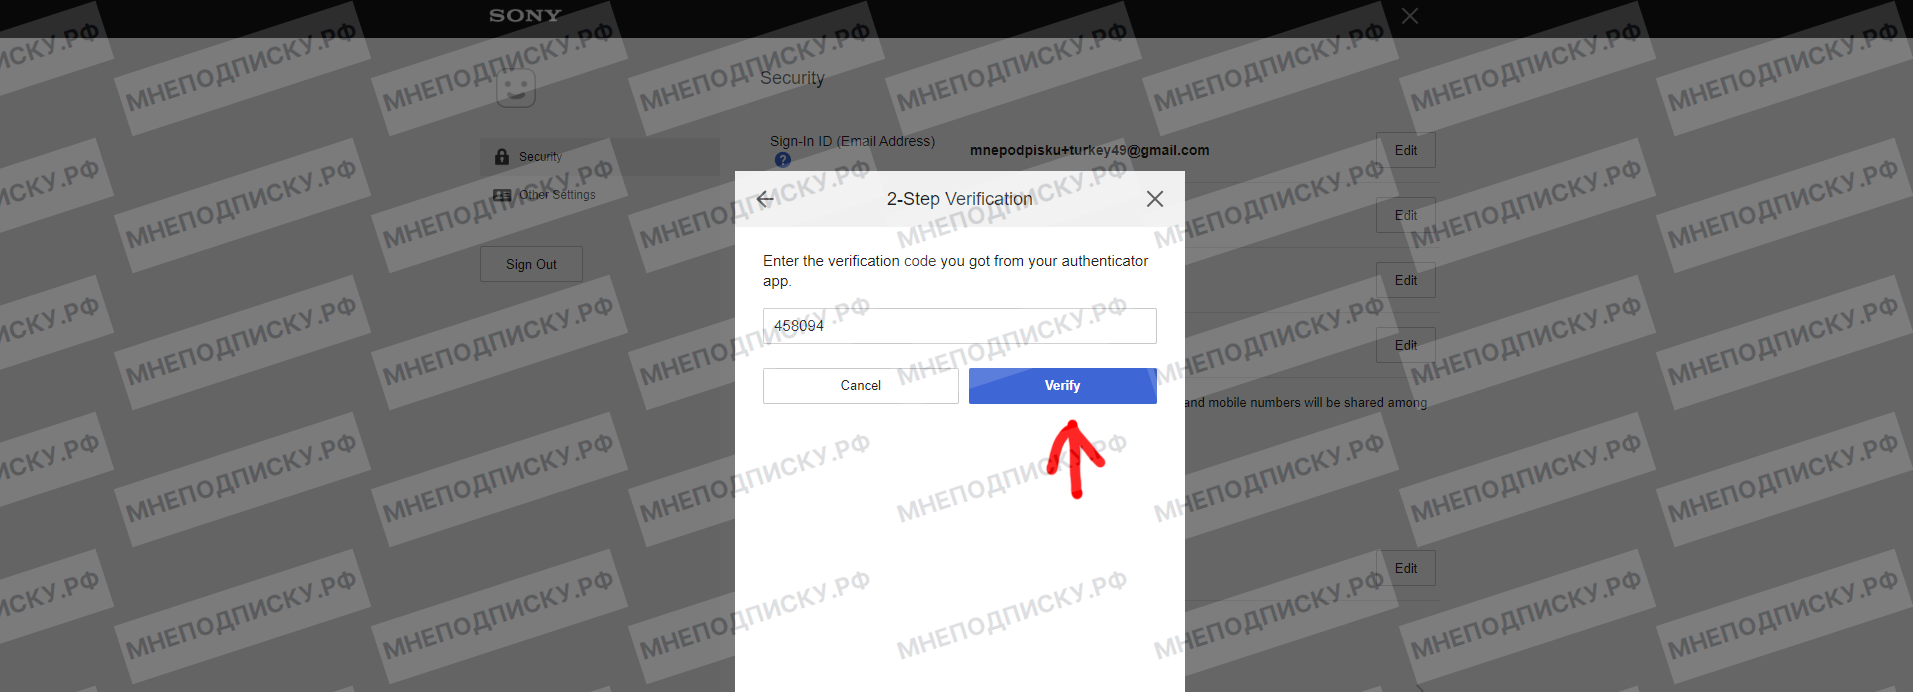 SONY
Security
Sign-In ID (Email Address)
?
mnepodpisku+turkey49@gmail.com
Edit
Security
Other Settings
Sign Out
Edit
Edit
Edit
and mobile numbers will be shared among
Edit
2-Step Verification
Enter the verification code you got from your authenticator
app.
458094
Cancel
Verify
МНЕПОДПИСКУ.РФ